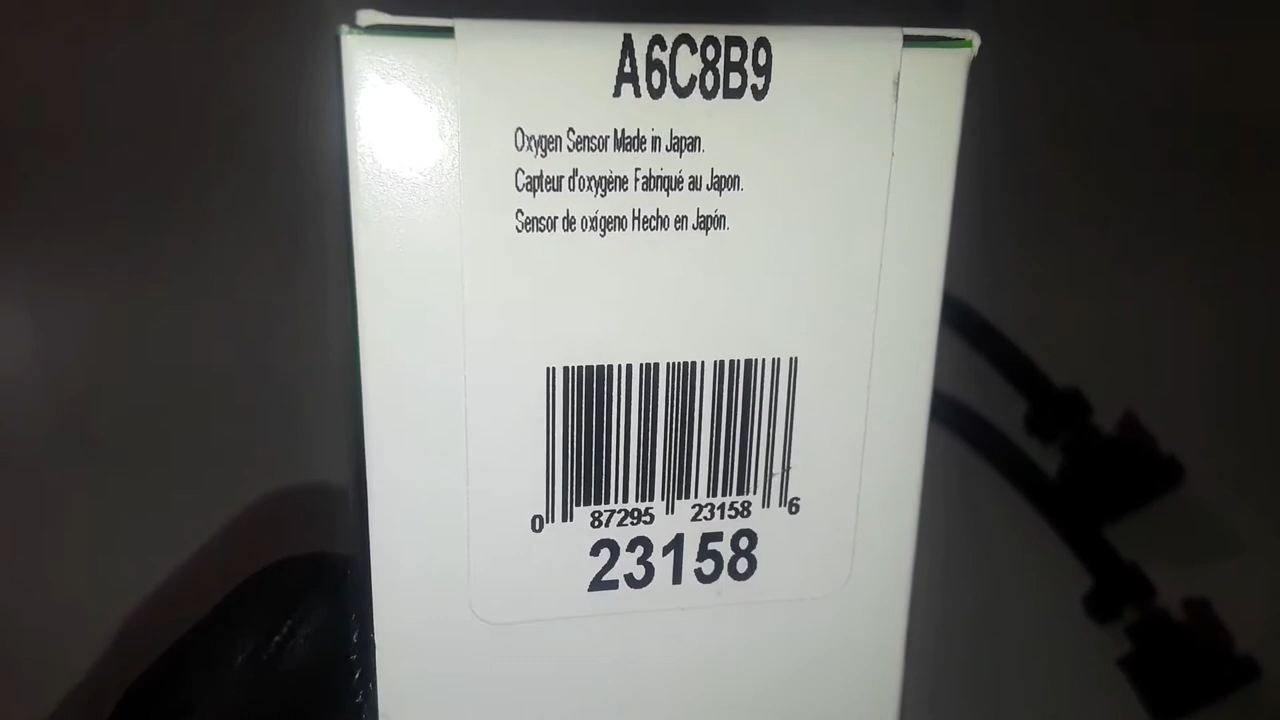 A6C8B9
Oxygen Sensor Made in Japan.
Capteur d'oxygène Fabriqué au Japon.
Sensor de oxígeno Hecho en Japón.
0 87295 23158 6
23158